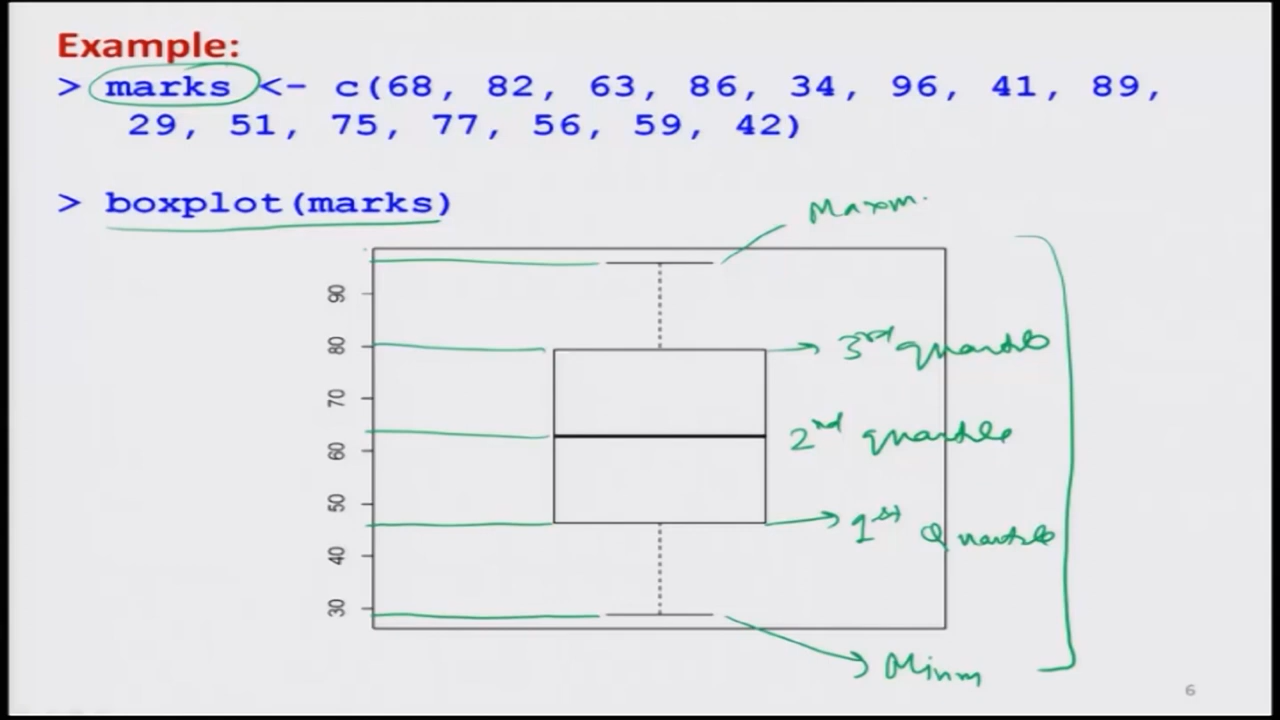 Example:
> marks <- c(68, 82, 63, 86, 34, 96, 41, 89,
29, 51, 75, 77, 56, 59, 42)
> boxplot(marks)
Maxm.
90
80
3rd quartile
70
2nd quartile
60
50
1st Quartile
40
30
Minm
6